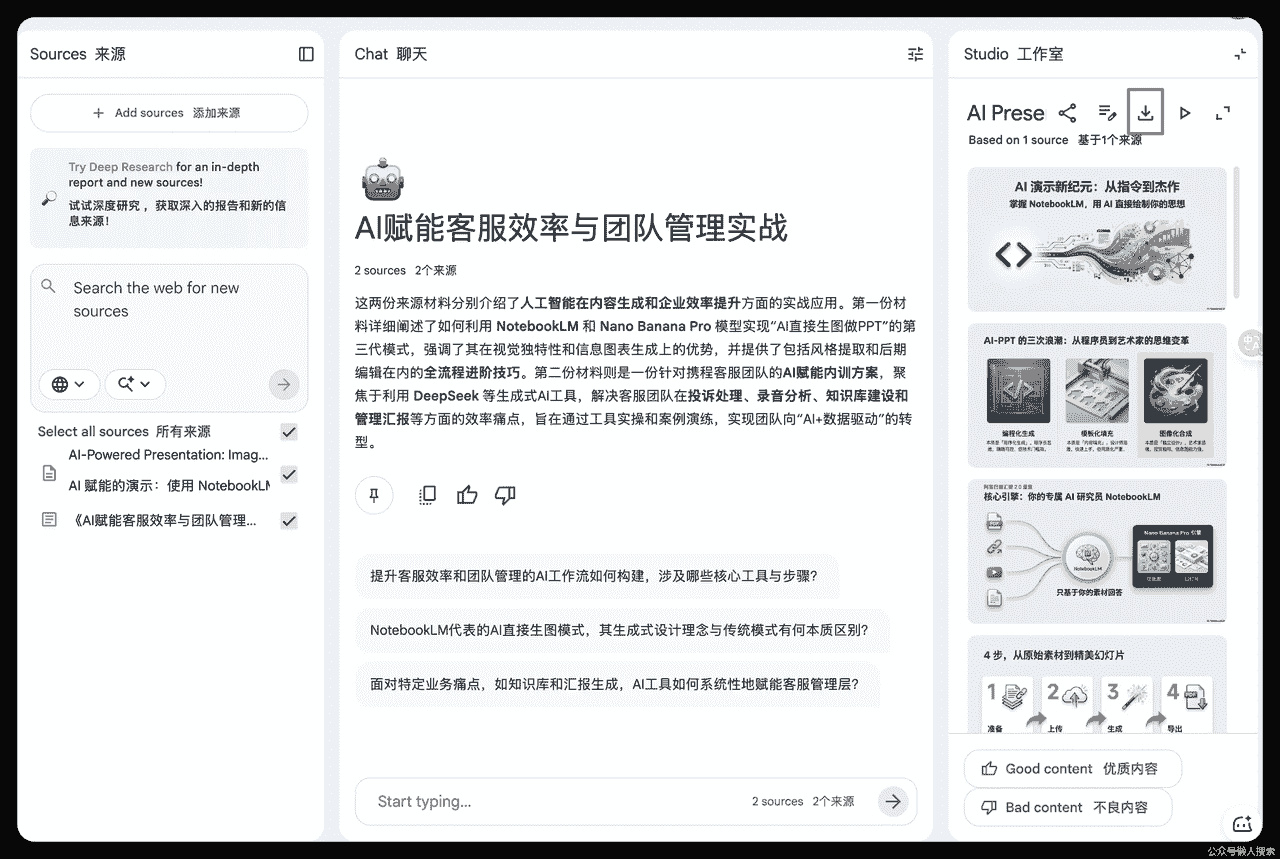 Sources 来源
Add sources 添加来源
Try Deep Research for an in-depth
report and new sources!
试试深度研究 ，获取深入的报告和新的信
息来源！
Search the web for new
sources
Select all sources 所有来源
AI-Powered Presentation: Imag...
AI 赋能的演示：使用 NotebookLM
《AI赋能客服效率与团队管理...
Chat 聊天
AI赋能客服效率与团队管理实战
2 sources 2个来源
这两份来源材料分别介绍了人工智能在内容生成和企业效率提升方面的实战应用。第一份材
料详细阐述了如何利用 NotebookLM 和 Nano Banana Pro 模型实现“AI直接生图做PPT”的第
三代模式，强调了其在视觉独特性和信息图表生成上的优势，并提供了包括风格提取和后期
编辑在内的全流程进阶技巧。第二份材料则是一份针对携程客服团队的AI赋能内训方案，聚
焦于利用 DeepSeek 等生成式AI工具，解决客服团队在投诉处理、录音分析、知识库建设和
管理汇报等方面的效率痛点，旨在通过工具实操和案例演练，实现团队向“AI+数据驱动”的转
型。
提升客服效率和团队管理的AI工作流如何构建，涉及哪些核心工具与步骤?
NotebookLM代表的AI直接生图模式，其生成式设计理念与传统模式有何本质区别?
面对特定业务痛点，如知识库和汇报生成，AI工具如何系统性地赋能客服管理层?
Start typing...
2 sources 2个来源
Studio 工作室
AI Prese
Based on 1 source 基于1个来源
AI 演示新纪元：从指令到杰作
掌握 NotebookLM，用 AI 直接绘制你的思想
AI-PPT 的三次浪潮：从程序员到艺术家的思维变革
编程化生成
模板化填充
图像化合成
核心引擎：你的专属 AI 研究员 NotebookLM
PDF
NotebookLM
Nano Banana Pro 引擎
只基于你的素材回答
4 步，从原始素材到精美幻灯片
1 2 3 4
准备 上传 生成 导出
Good content 优质内容
Bad content 不良内容
公众号懒人搜索